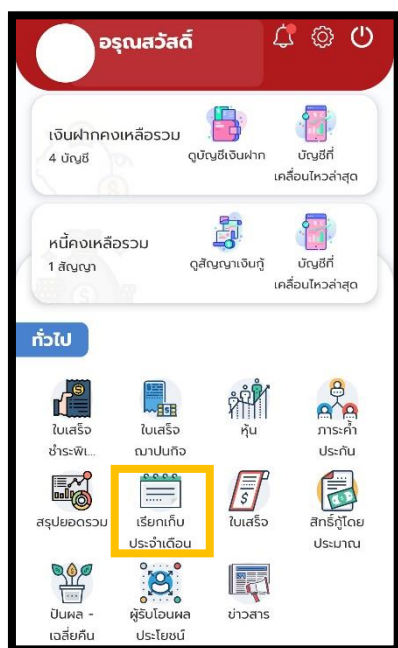 อรุณสวัสดิ์
เงินฝากคงเหลือรวม
4 บัญชี
ดูบัญชีเงินฝาก
บัญชีที่
เคลื่อนไหวล่าสุด
หนี้คงเหลือรวม
1 สัญญา
ดูสัญญาเงินกู้
บัญชีที่
เคลื่อนไหวล่าสุด
ทั่วไป
ใบเสร็จ
ชำระพิเ...
ใบเสร็จ
ฌาปนกิจ
หุ้น
ภาระค้ำ
ประกัน
สรุปยอดรวม
เรียกเก็บ
ประจำเดือน
ใบเสร็จ
สิทธิ์กู้โดย
ประมาณ
ปันผล -
เฉลี่ยคืน
ผู้รับโอนผล
ประโยชน์
ข่าวสาร